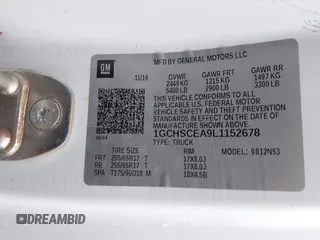 GM
MFD BY GENERAL MOTORS LLC
11/19
GVWR GAWR FRT GAWR RR
2449KG 1315 KG 1497 KG
5400 LB 2900 LB 3300 LB
THIS VEHICLE CONFORMS TO ALL APPLICABLE U.S.
FEDERAL MOTOR VEHICLE SAFETY AND THEFT
PREVENTION STANDARDS IN EFFECT ON THE DATE
OF MANUFACTURE SHOWN ABOVE.
1GCHSCEA9L1152678
TYPE: TRUCK
MODEL: 9812N53
TIRE SIZE RIM
FRT 255/65R17 T 17X8.0J
RR 255/65R17 T 17X8.0J
SPA T175/90D18 M 18X4.5B
AUTOBIDMASTER